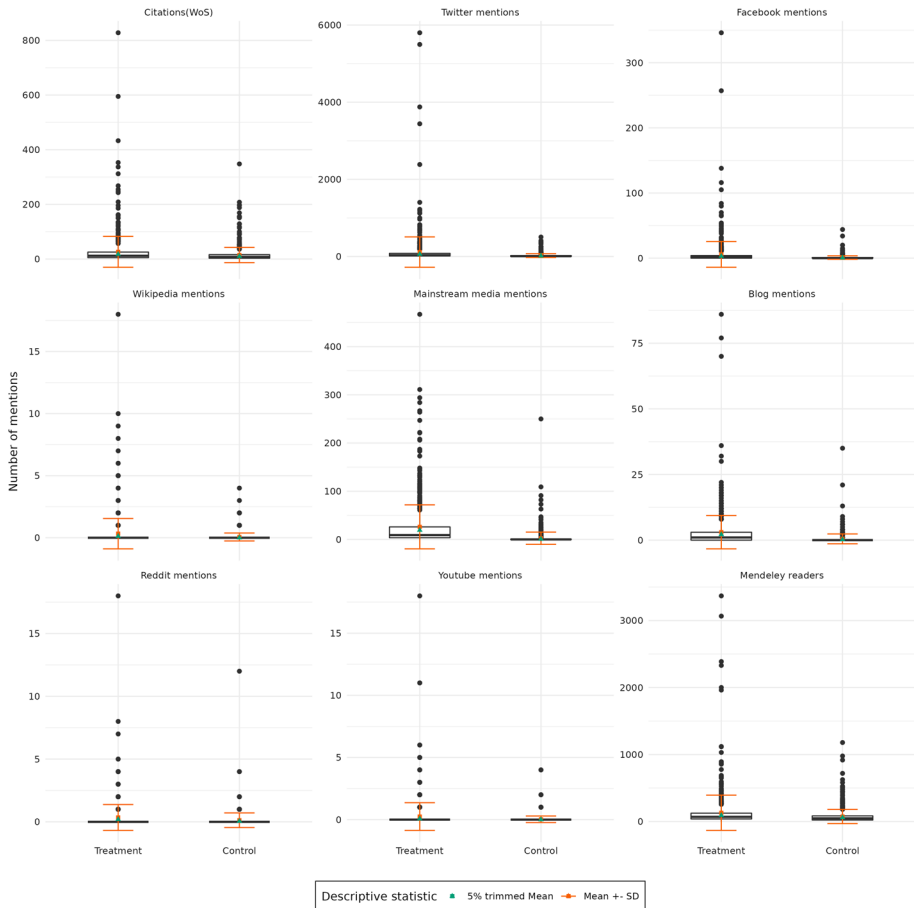 Citations(WoS)
Twitter mentions
Facebook mentions
800
600
400
200
0
6000
4000
2000
0
300
200
100
0
Wikipedia mentions
Mainstream media mentions
Blog mentions
15
10
5
0
400
300
200
100
0
75
50
25
0
Number of mentions
Reddit mentions
Youtube mentions
Mendeley readers
15
10
5
0
15
10
5
0
3000
2000
1000
0
Treatment Control
Treatment Control
Treatment Control
Descriptive statistic 5% trimmed Mean Mean +- SD